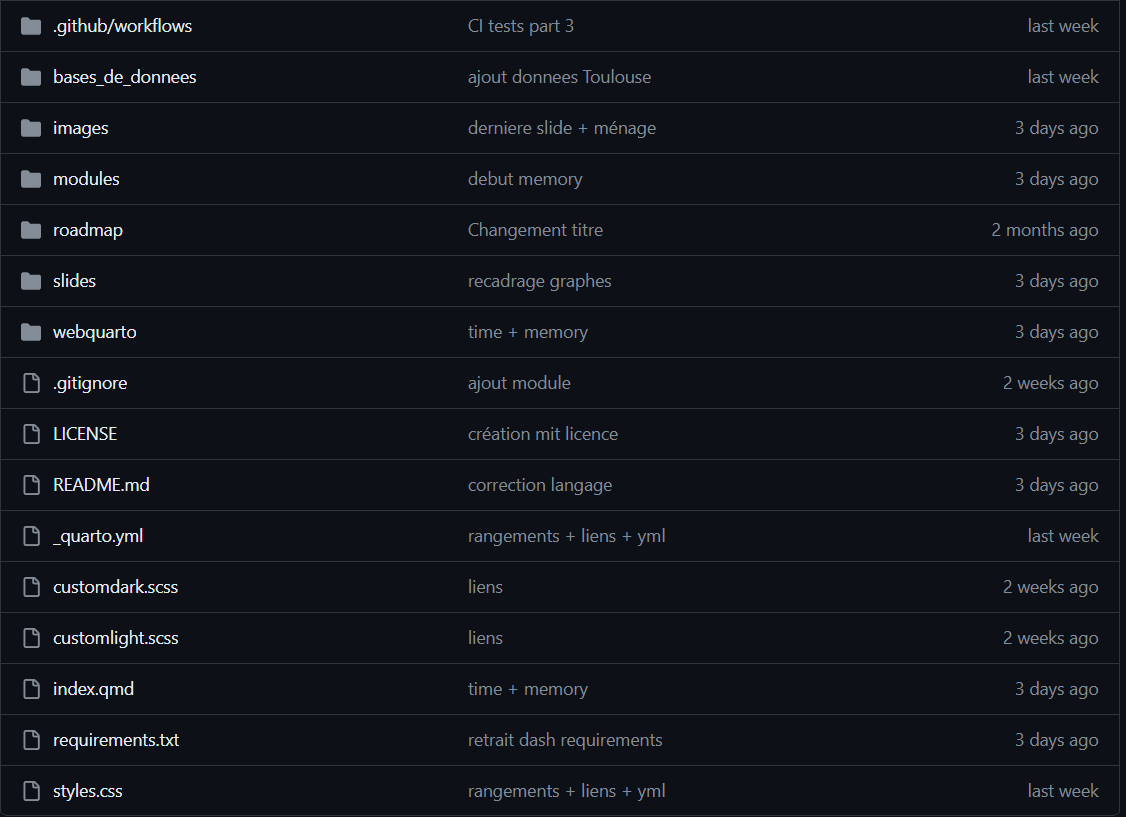 .github/workflows CI tests part 3 last week
bases_de_donnees ajout donnees Toulouse last week
images derniere slide + ménage 3 days ago
modules debut memory 3 days ago
roadmap Changement titre 2 months ago
slides recadrage graphes 3 days ago
webquarto time + memory 3 days ago
.gitignore ajout module 2 weeks ago
LICENSE création mit licence 3 days ago
README.md correction langage 3 days ago
_quarto.yml rangements + liens + yml last week
customdark.scss liens 2 weeks ago
customlight.scss liens 2 weeks ago
index.qmd time + memory 3 days ago
requirements.txt retrait dash requirements 3 days ago
styles.css rangements + liens + yml last week